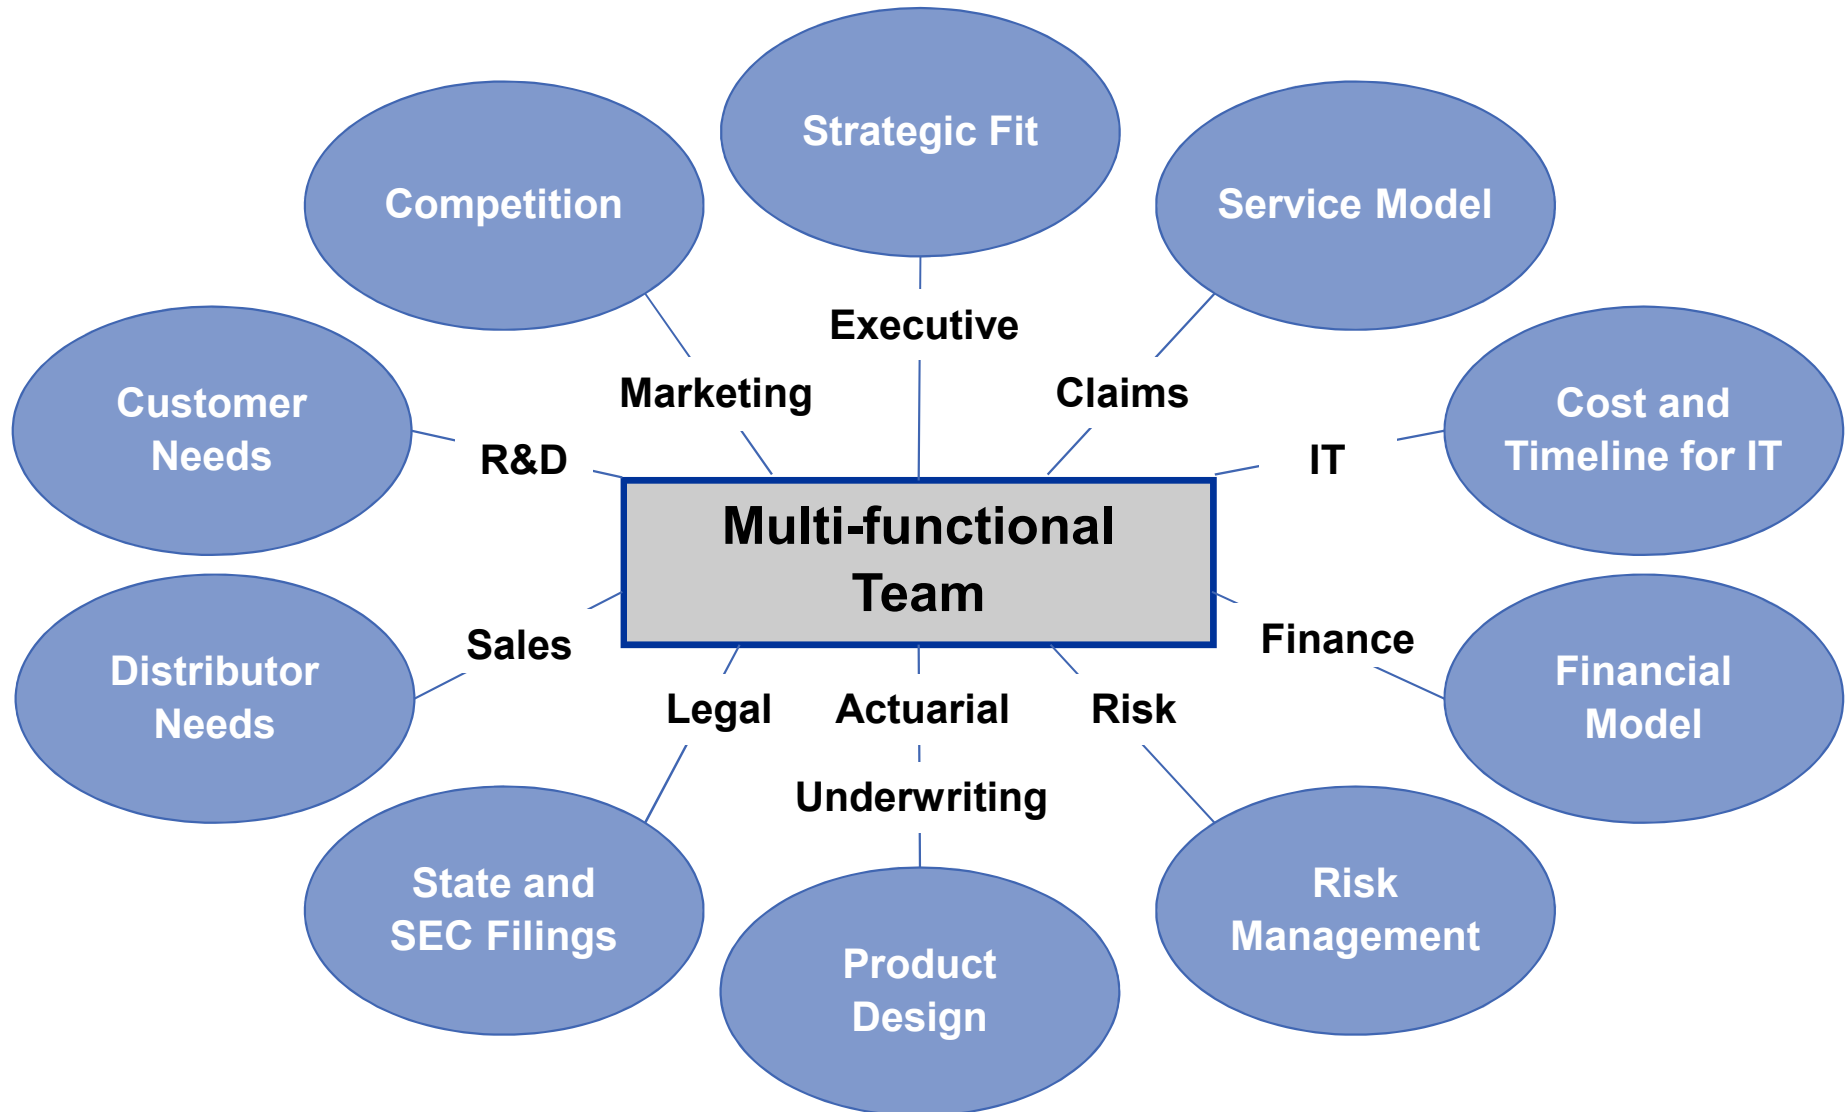 Strategic Fit
Competition
Service Model
Executive
Marketing
Claims
Customer
Needs
R&D
IT
Cost and
Timeline for IT
Multi-functional
Team
Sales
Finance
Distributor
Needs
Legal
Actuarial
Risk
Financial
Model
Underwriting
State and
SEC Filings
Product
Design
Risk
Management